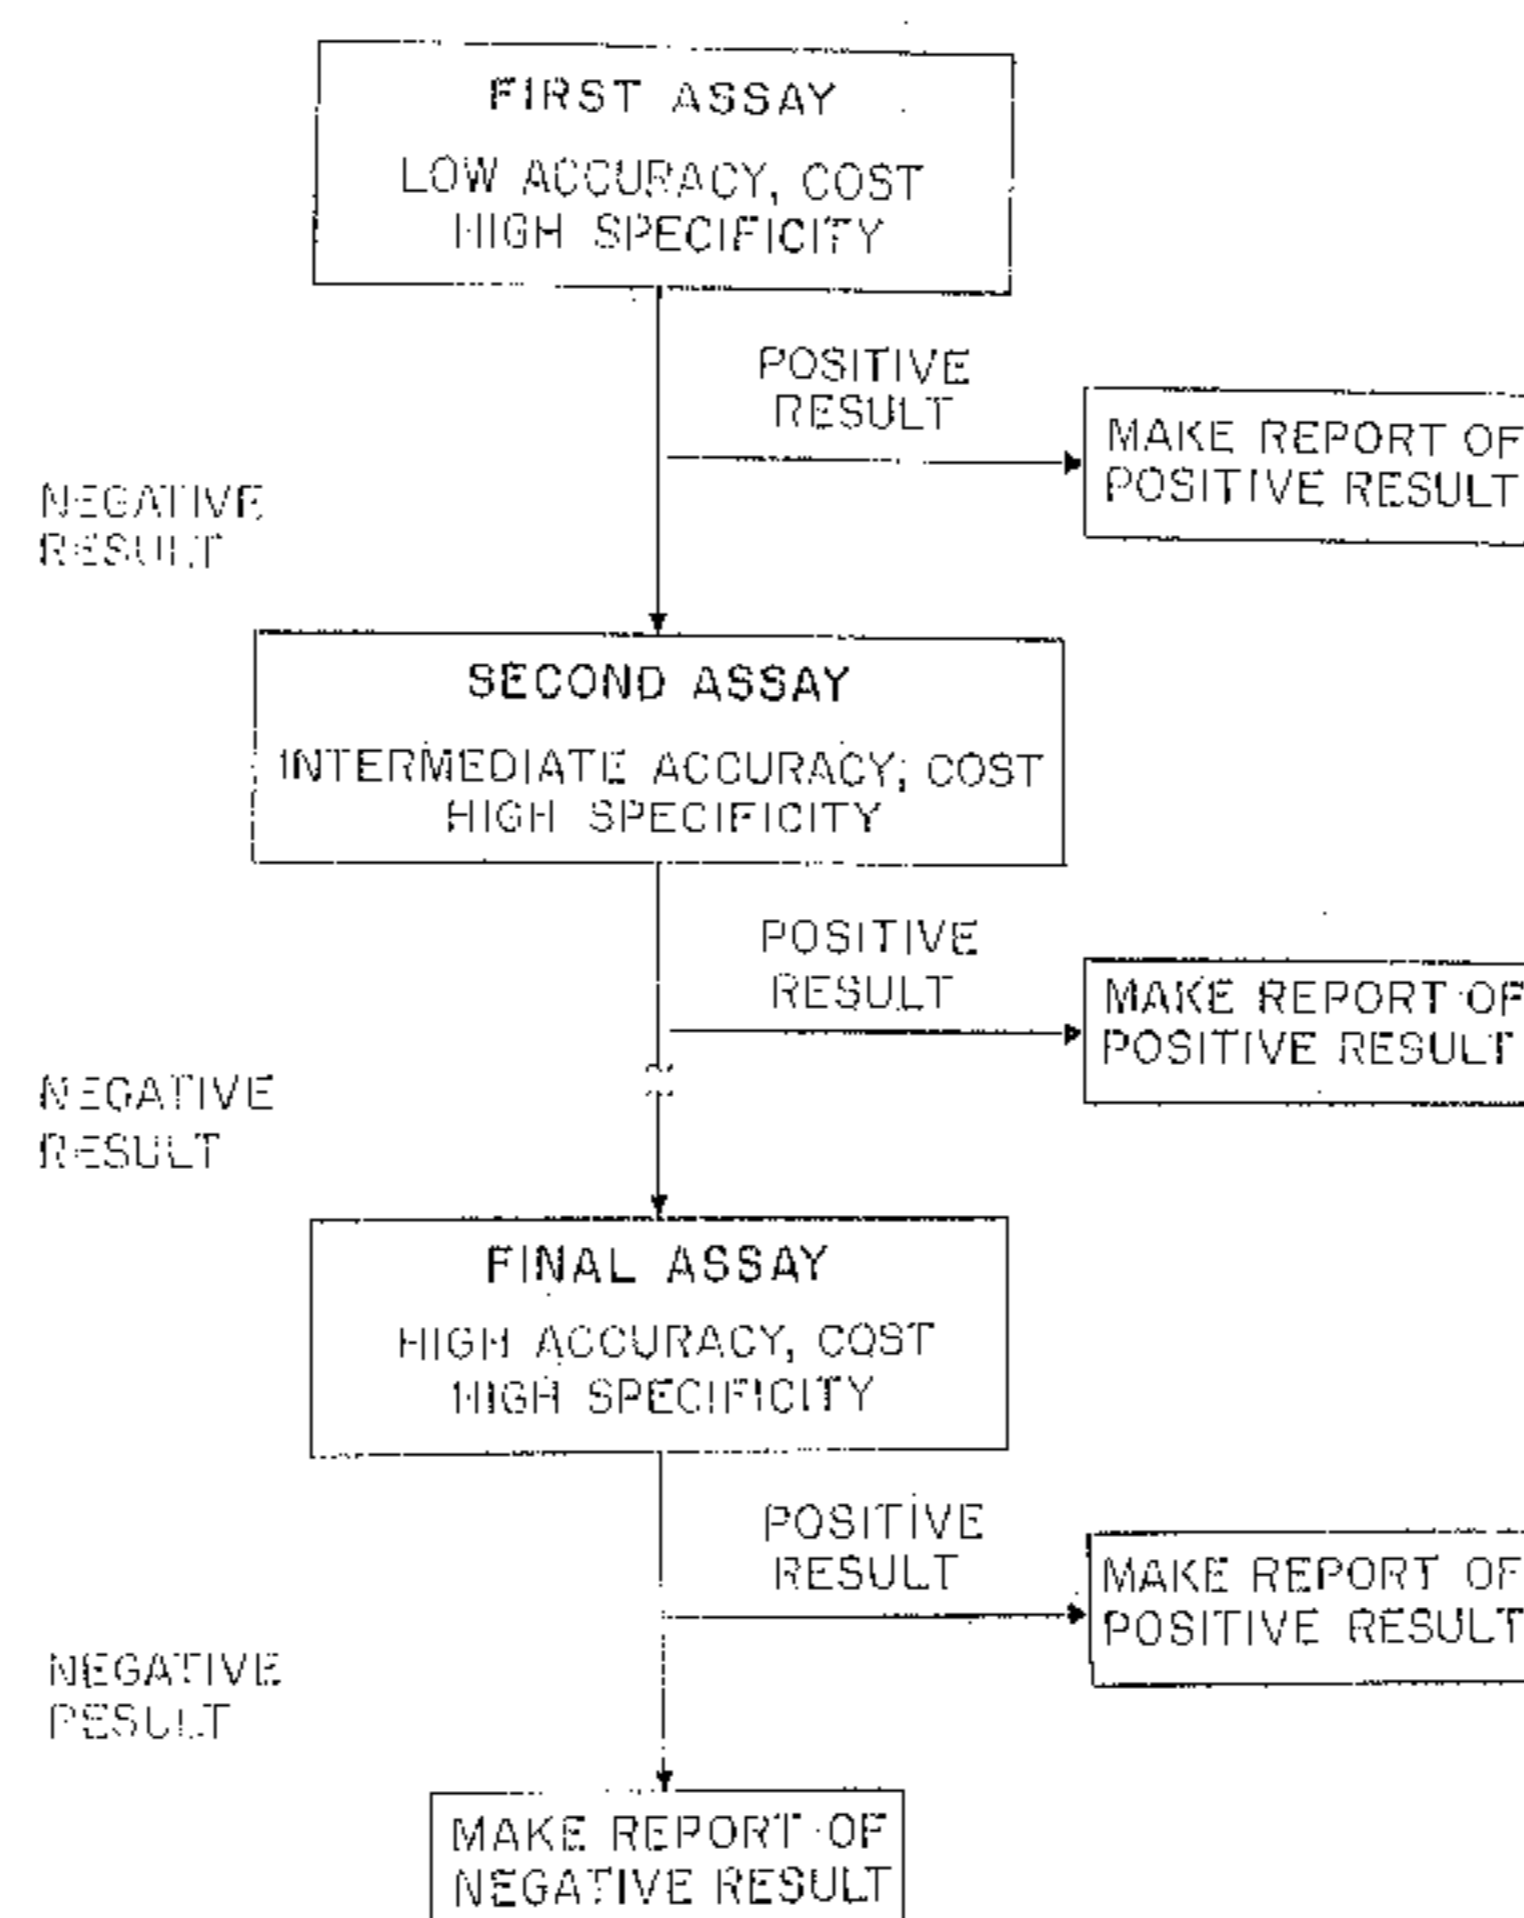 FIRST ASSAY
LOW ACCURACY, COST
HIGH SPECIFICITY
POSITIVE
RESULT
MAKE REPORT OF
POSITIVE RESULT
NEGATIVE
RESULT
SECOND ASSAY
INTERMEDIATE ACCURACY, COST
HIGH SPECIFICITY
POSITIVE
RESULT
MAKE REPORT OF
POSITIVE RESULT
NEGATIVE
RESULT
FINAL ASSAY
HIGH ACCURACY, COST
HIGH SPECIFICITY
POSITIVE
RESULT
MAKE REPORT OF
POSITIVE RESULT
NEGATIVE
RESULT
MAKE REPORT OF
NEGATIVE RESULT